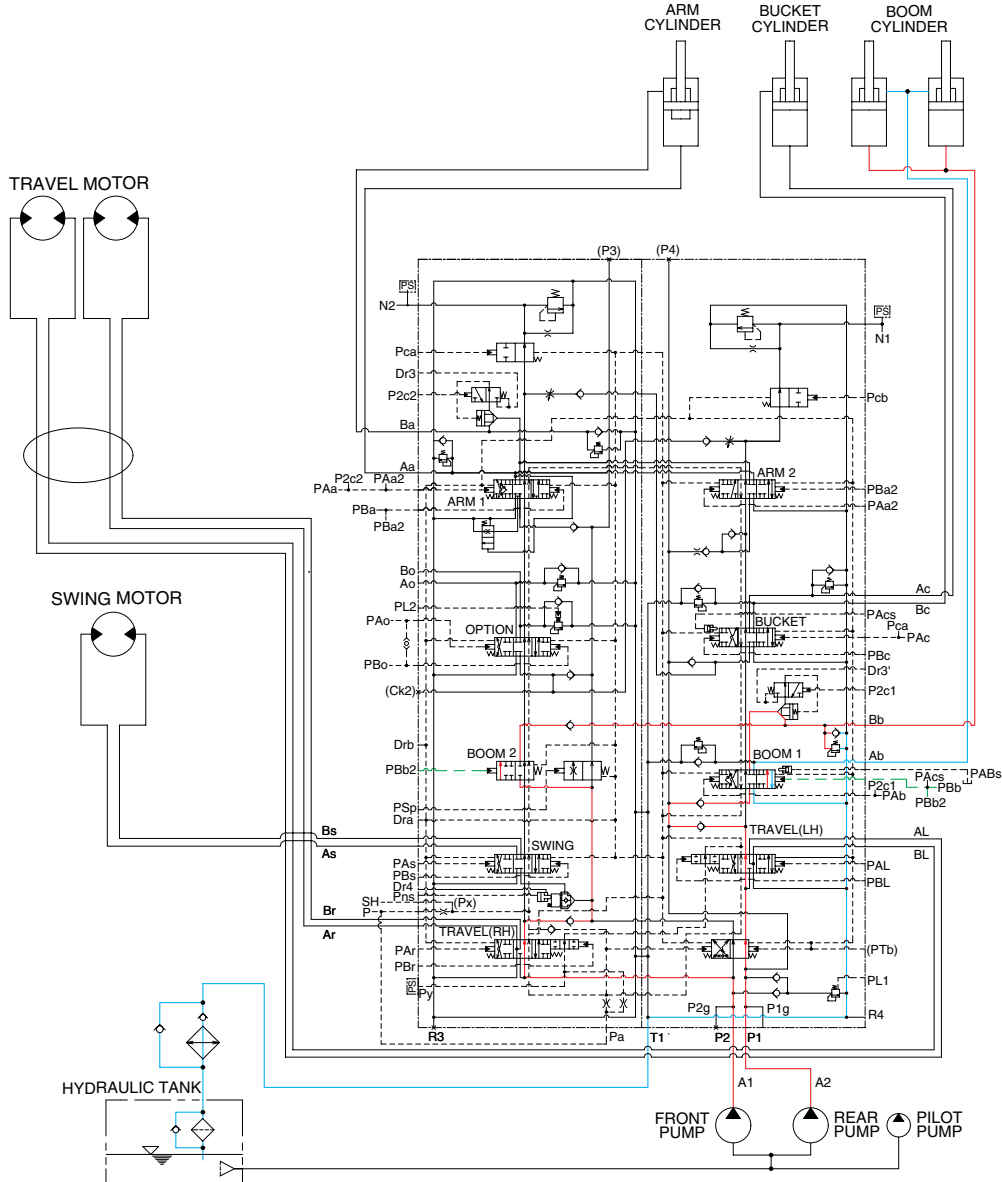 ARM
CYLINDER
BUCKET
CYLINDER
BOOM
CYLINDER
TRAVEL MOTOR
SWING MOTOR
HYDRAULIC TANK
(P3)
(P4)
PS
N2
PS
N1
Pca
Dr3
P2c2
Ba
Aa
P2c2
PAa2
PAa
ARM 1
PBa
PBa2
Pcb
ARM 2
PBa2
PAa2
Bo
Ao
PL2
PAo
OPTION
PBo
(Ck2)
Ac
Bc
PAcs
BUCKET
Pca
PAc
PBc
Dr3'
P2c1
Bb
Drb
BOOM 2
PBb2
PSp
Dra
Ab
BOOM 1
PABs
PAcs
P2c1
PBb
PAb
PBb2
Bs
As
SWING
PAs
PBs
Dr4
Pns
SH
P
(Px)
Br
Ar
TRAVEL(RH)
PAr
PBr
PS
Py
TRAVEL(LH)
AL
BL
PAL
PBL
(PTb)
PL1
P2g
P1g
R4
R3
Pa
T1
P2
P1
A1
A2
FRONT
PUMP
REAR
PUMP
PILOT
PUMP